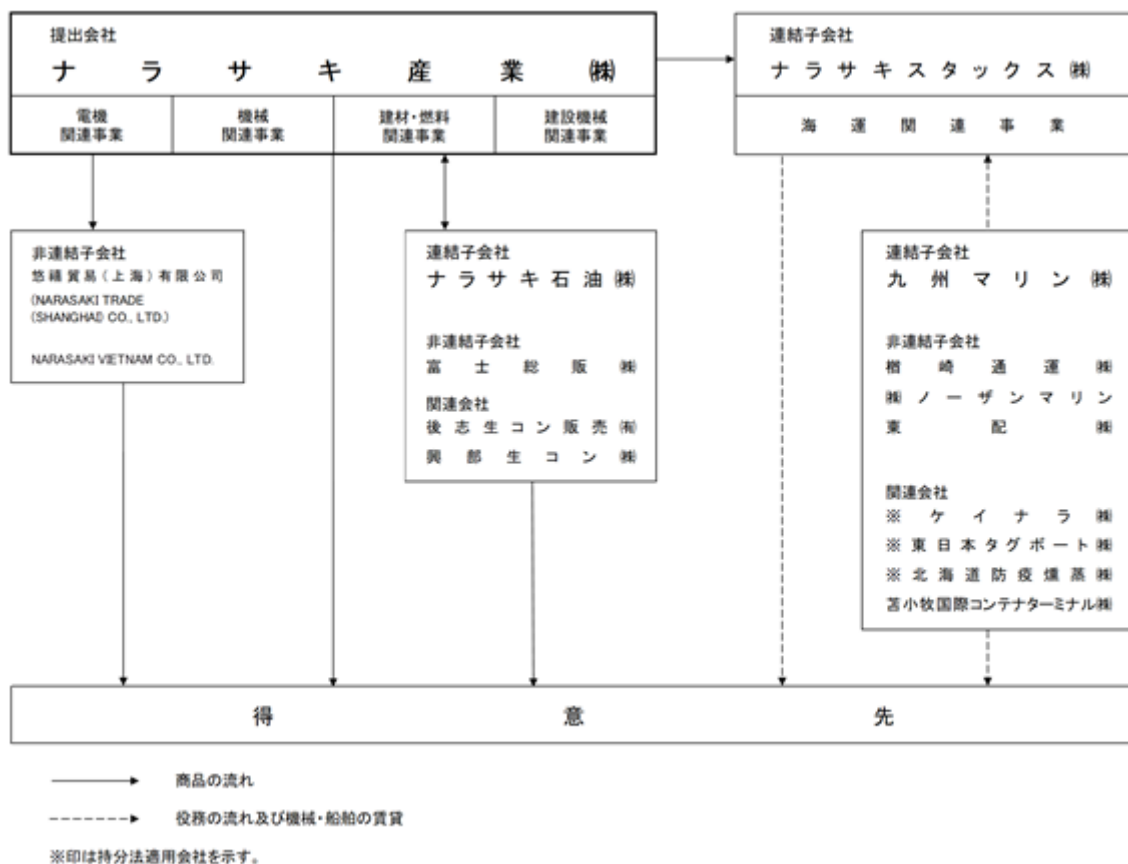 提出会社
ナラサキ産業㈱
電機
関連事業
機械
関連事業
建材・燃料
関連事業
建設機械
関連事業
連結子会社
ナラサキスタックス㈱
海運関連事業
非連結子会社
悠禧貿易(上海)有限公司
(NARASAKI TRADE
(SHANGHAI) CO., LTD.)
NARASAKI VIETNAM CO., LTD.
連結子会社
ナラサキ石油㈱
非連結子会社
富士総販㈱
関連会社
後志生コン販売㈲
興部生コン㈱
連結子会社
九州マリン㈱
非連結子会社
楢崎通運㈱
㈱ノーザンマリン
東配㈱
関連会社
※ケイナラ㈱
※東日本タグボート㈱
※北海道防疫燻蒸㈱
苫小牧国際コンテナターミナル㈱
得意先
商品の流れ
役務の流れ及び機械・船舶の賃貸
※印は持分法適用会社を示す。